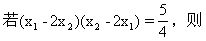 若(x₁ - 2x₂)(x₂ - 2x₁) = 5/4，则